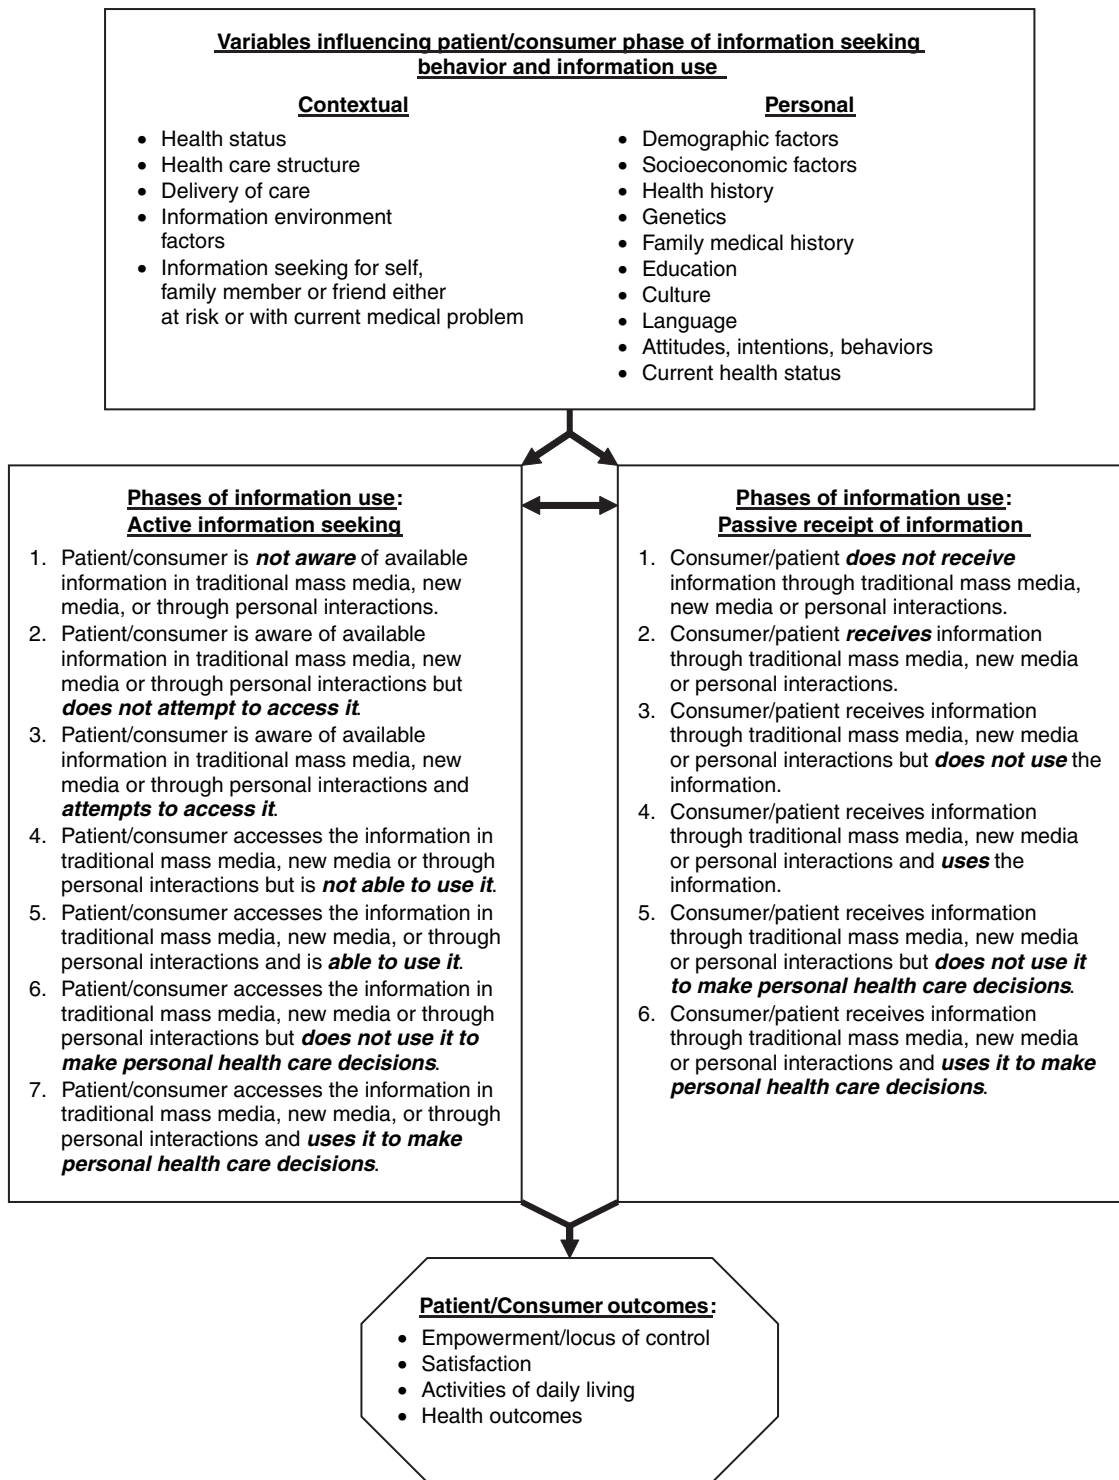 Variables influencing patient/consumer phase of information seeking
behavior and information use
Contextual
• Health status
• Health care structure
• Delivery of care
• Information environment
factors
• Information seeking for self,
family member or friend either
at risk or with current medical problem
Personal
• Demographic factors
• Socioeconomic factors
• Health history
• Genetics
• Family medical history
• Education
• Culture
• Language
• Attitudes, intentions, behaviors
• Current health status
Phases of information use:
Active information seeking
1. Patient/consumer is not aware of available
information in traditional mass media, new
media, or through personal interactions.
2. Patient/consumer is aware of available
information in traditional mass media, new
media or through personal interactions but
does not attempt to access it.
3. Patient/consumer is aware of available
information in traditional mass media, new
media or through personal interactions and
attempts to access it.
4. Patient/consumer accesses the information in
traditional mass media, new media or through
personal interactions but is not able to use it.
5. Patient/consumer accesses the information in
traditional mass media, new media, or through
personal interactions and is able to use it.
6. Patient/consumer accesses the information in
traditional mass media, new media or through
personal interactions but does not use it to
make personal health care decisions.
7. Patient/consumer accesses the information in
traditional mass media, new media, or through
personal interactions and uses it to make
personal health care decisions.
Phases of information use:
Passive receipt of information
1. Consumer/patient does not receive
information through traditional mass media,
new media or personal interactions.
2. Consumer/patient receives information
through traditional mass media, new media
or personal interactions.
3. Consumer/patient receives information
through traditional mass media, new media
or personal interactions but does not use the
information.
4. Consumer/patient receives information
through traditional mass media, new media
or personal interactions and uses the
information.
5. Consumer/patient receives information
through traditional mass media, new media
or personal interactions but does not use it
to make personal health care decisions.
6. Consumer/patient receives information
through traditional mass media, new media
or personal interactions and uses it to make
personal health care decisions.
Patient/Consumer outcomes:
• Empowerment/locus of control
• Satisfaction
• Activities of daily living
• Health outcomes